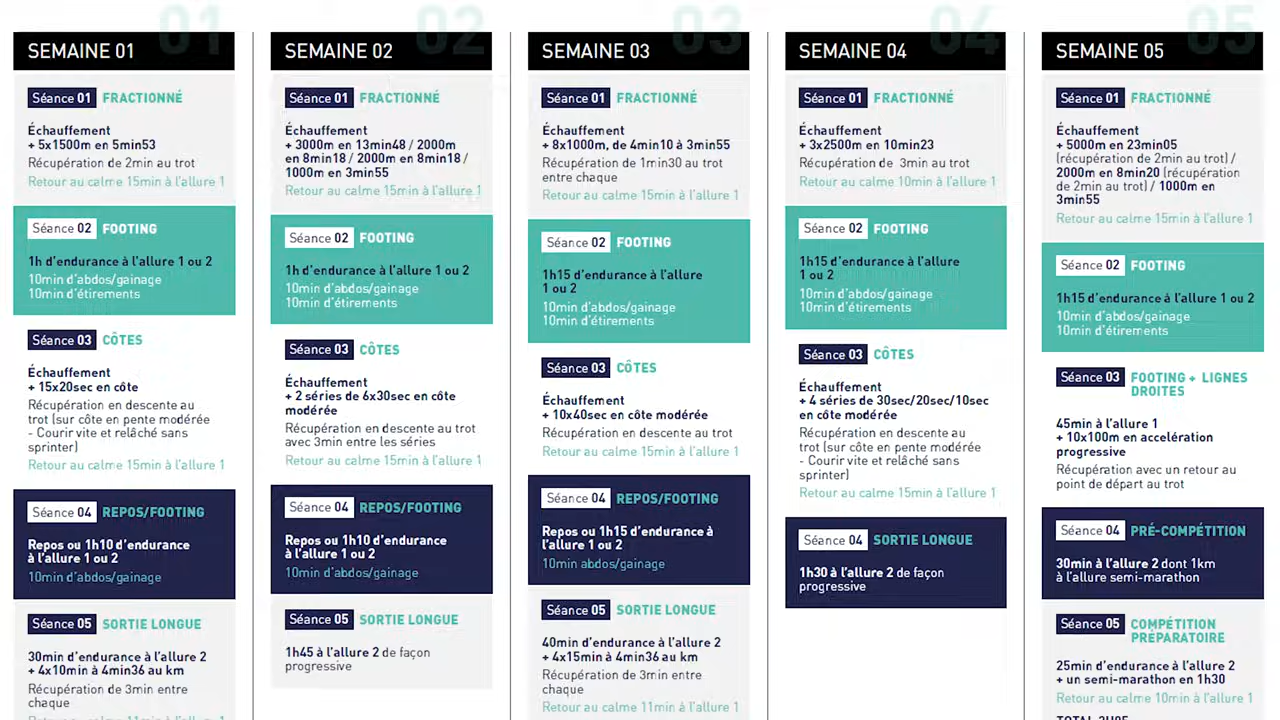 01
SEMAINE 01
Séance 01 FRACTIONNÉ
Échauffement
+ 5x1500m en 5min53
Récupération de 2min au trot
Retour au calme 15min à l'allure 1
Séance 02 FOOTING
1h d'endurance à l'allure 1 ou 2
10min d'abdos/gainage
10min d'étirements
Séance 03 CÔTES
Échauffement
+ 15x20sec en côte
Récupération en descente au
trot (sur côte en pente modérée
- Courir vite et relâché sans
sprinter)
Retour au calme 15min à l'allure 1
Séance 04 REPOS/FOOTING
Repos ou 1h10 d'endurance
à l'allure 1 ou 2
10min d'abdos/gainage
Séance 05 SORTIE LONGUE
30min d'endurance à l'allure 2
+ 4x10min à 4min36 au km
Récupération de 3min entre
chaque
Retour au calme 11min à l'allure 1
02
SEMAINE 02
Séance 01 FRACTIONNÉ
Échauffement
+ 3000m en 13min48 / 2000m
en 8min18 / 2000m en 8min18 /
1000m en 3min55
Retour au calme 15min à l'allure 1
Séance 02 FOOTING
1h d'endurance à l'allure 1 ou 2
10min d'abdos/gainage
10min d'étirements
Séance 03 CÔTES
Échauffement
+ 2 séries de 6x30sec en côte
modérée
Récupération en descente au trot
avec 3min entre les séries
Retour au calme 15min à l'allure 1
Séance 04 REPOS/FOOTING
Repos ou 1h10 d'endurance
à l'allure 1 ou 2
10min d'abdos/gainage
Séance 05 SORTIE LONGUE
1h45 à l'allure 2 de façon
progressive
03
SEMAINE 03
Séance 01 FRACTIONNÉ
Échauffement
+ 8x1000m, de 4min10 à 3min55
Récupération de 1min30 au trot
entre chaque
Retour au calme 15min à l'allure 1
Séance 02 FOOTING
1h15 d'endurance à l'allure
1 ou 2
10min d'abdos/gainage
10min d'étirements
Séance 03 CÔTES
Échauffement
+ 10x40sec en côte modérée
Récupération en descente au trot
Retour au calme 15min à l'allure 1
Séance 04 REPOS/FOOTING
Repos ou 1h15 d'endurance à
l'allure 1 ou 2
10min abdos/gainage
Séance 05 SORTIE LONGUE
40min d'endurance à l'allure 2
+ 4x15min à 4min36 au km
Récupération de 3min entre
chaque
Retour au calme 11min à l'allure 1
04
SEMAINE 04
Séance 01 FRACTIONNÉ
Échauffement
+ 3x2500m en 10min23
Récupération de 3min au trot
Retour au calme 10min à l'allure 1
Séance 02 FOOTING
1h15 d'endurance à l'allure
1 ou 2
10min d'abdos/gainage
10min d'étirements
Séance 03 CÔTES
Échauffement
+ 4 séries de 30sec/20sec/10sec
en côte modérée
Récupération en descente au
trot (sur côte en pente modérée
- Courir vite et relâché sans
sprinter)
Retour au calme 15min à l'allure 1
Séance 04 SORTIE LONGUE
1h30 à l'allure 2 de façon
progressive
05
SEMAINE 05
Séance 01 FRACTIONNÉ
Échauffement
+ 5000m en 23min05
(récupération de 2min au trot) /
2000m en 8min20 (récupération
de 2min au trot) / 1000m en
3min55
Retour au calme 15min à l'allure 1
Séance 02 FOOTING
1h15 d'endurance à l'allure 1 ou 2
10min d'abdos/gainage
10min d'étirements
Séance 03 FOOTING + LIGNES
DROITES
45min à l'allure 1
+ 10x100m en accélération
progressive
Récupération avec un retour au
point de départ au trot
Séance 04 PRÉ-COMPÉTITION
30min à l'allure 2 dont 1km
à l'allure semi-marathon
Séance 05 COMPÉTITION
PRÉPARATOIRE
25min d'endurance à l'allure 2
+ un semi-marathon en 1h30
Retour au calme 10min à l'allure 1
TOTAL 2H05